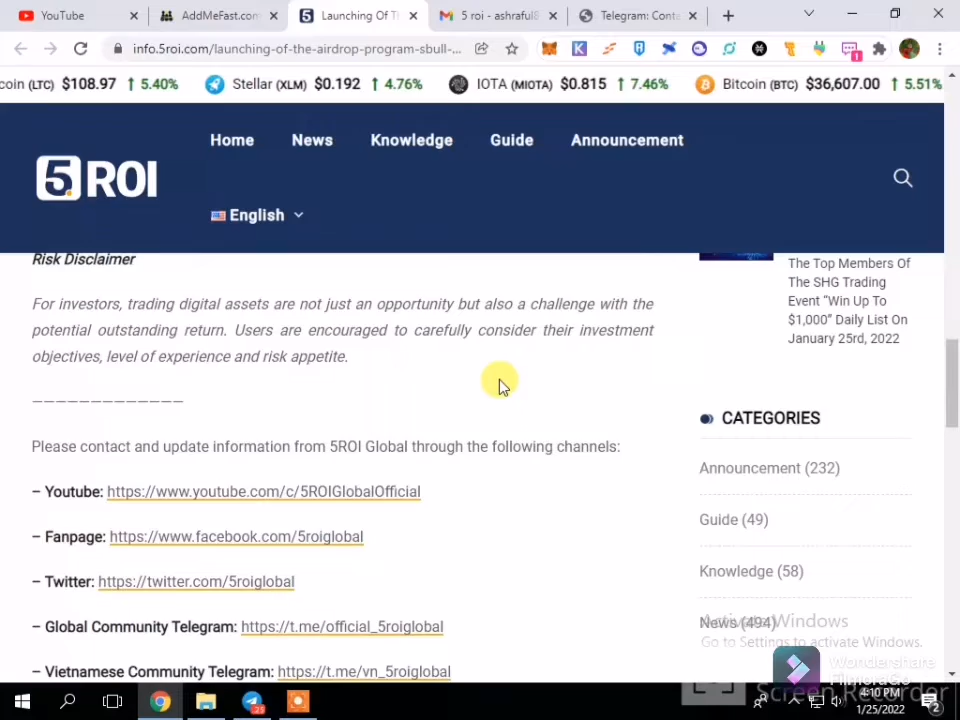 YouTube
AddMeFast.com
Launching Of T
5 roi - ashraful8
Telegram: Conta
info.5roi.com/launching-of-the-airdrop-program-sbull-...
coin (LTC) $108.97 ↑ 5.40% Stellar (XLM) $0.192 ↑ 4.76% IOTA (MIOTA) $0.815 ↑ 7.46% Bitcoin (BTC) $36,607.00 ↑ 5.51%
Home News Knowledge Guide Announcement
5ROI
English
Risk Disclaimer
For investors, trading digital assets are not just an opportunity but also a challenge with the
potential outstanding return. Users are encouraged to carefully consider their investment
objectives, level of experience and risk appetite.
—————————————
Please contact and update information from 5ROI Global through the following channels:
– Youtube: https://www.youtube.com/c/5ROIGlobalOfficial
– Fanpage: https://www.facebook.com/5roiglobal
– Twitter: https://twitter.com/5roiglobal
– Global Community Telegram: https://t.me/official_5roiglobal
– Vietnamese Community Telegram: https://t.me/vn_5roiglobal
The Top Members Of
The SHG Trading
Event “Win Up To
$1,000” Daily List On
January 25rd, 2022
CATEGORIES
Announcement (232)
Guide (49)
Knowledge (58)
News (494)
Activate Windows
Go to Settings to activate Windows.
Wondershare
FilmoraGo
Screen Recorder
4:10 PM
1/25/2022